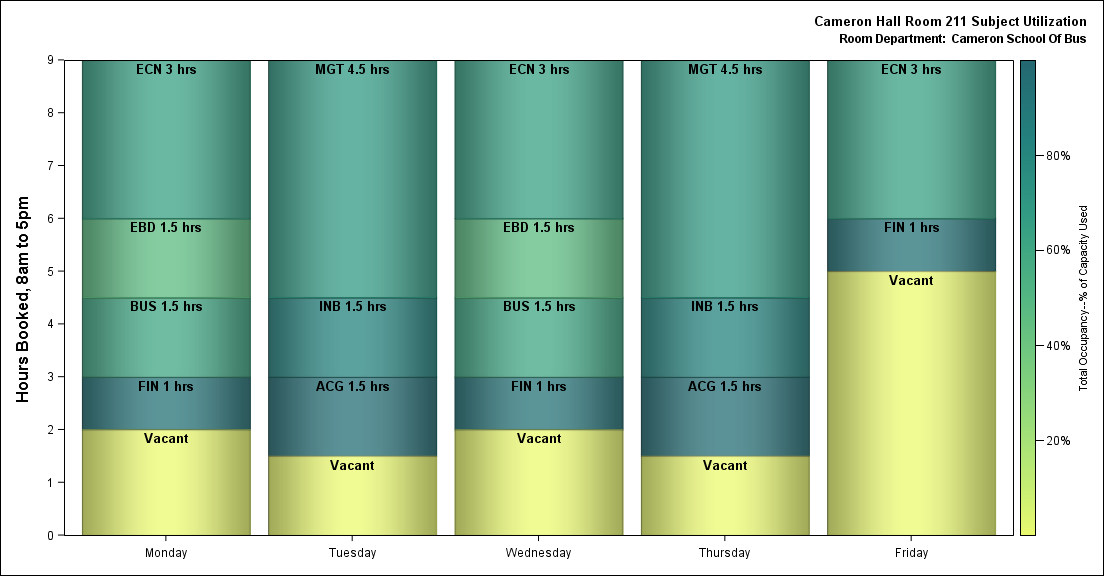 Cameron Hall Room 211 Subject Utilization
Room Department: Cameron School Of Bus
Hours Booked, 8am to 5pm
9
8
7
6
5
4
3
2
1
0
ECN 3 hrs
EBD 1.5 hrs
BUS 1.5 hrs
FIN 1 hrs
Vacant
MGT 4.5 hrs
INB 1.5 hrs
ACG 1.5 hrs
Vacant
ECN 3 hrs
EBD 1.5 hrs
BUS 1.5 hrs
FIN 1 hrs
Vacant
MGT 4.5 hrs
INB 1.5 hrs
ACG 1.5 hrs
Vacant
ECN 3 hrs
FIN 1 hrs
Vacant
Monday
Tuesday
Wednesday
Thursday
Friday
80%
60%
40%
20%
Total Occupancy--% of Capacity Used